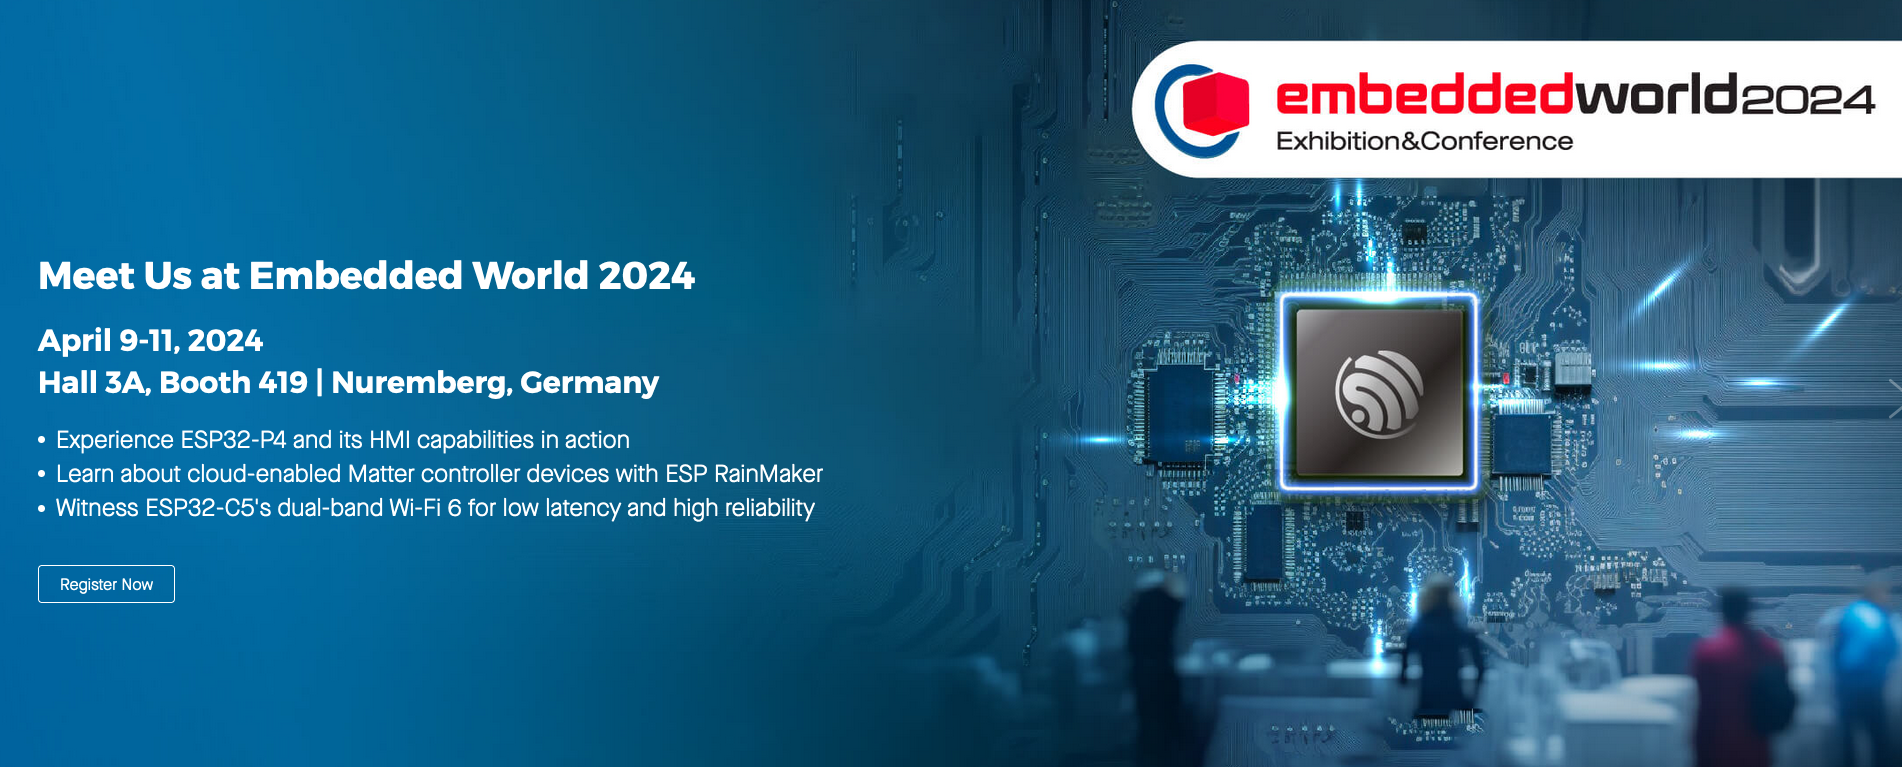 embeddedworld2024
Exhibition&Conference
Meet Us at Embedded World 2024
April 9-11, 2024
Hall 3A, Booth 419 | Nuremberg, Germany
• Experience ESP32-P4 and its HMI capabilities in action
• Learn about cloud-enabled Matter controller devices with ESP RainMaker
• Witness ESP32-C5's dual-band Wi-Fi 6 for low latency and high reliability
Register Now